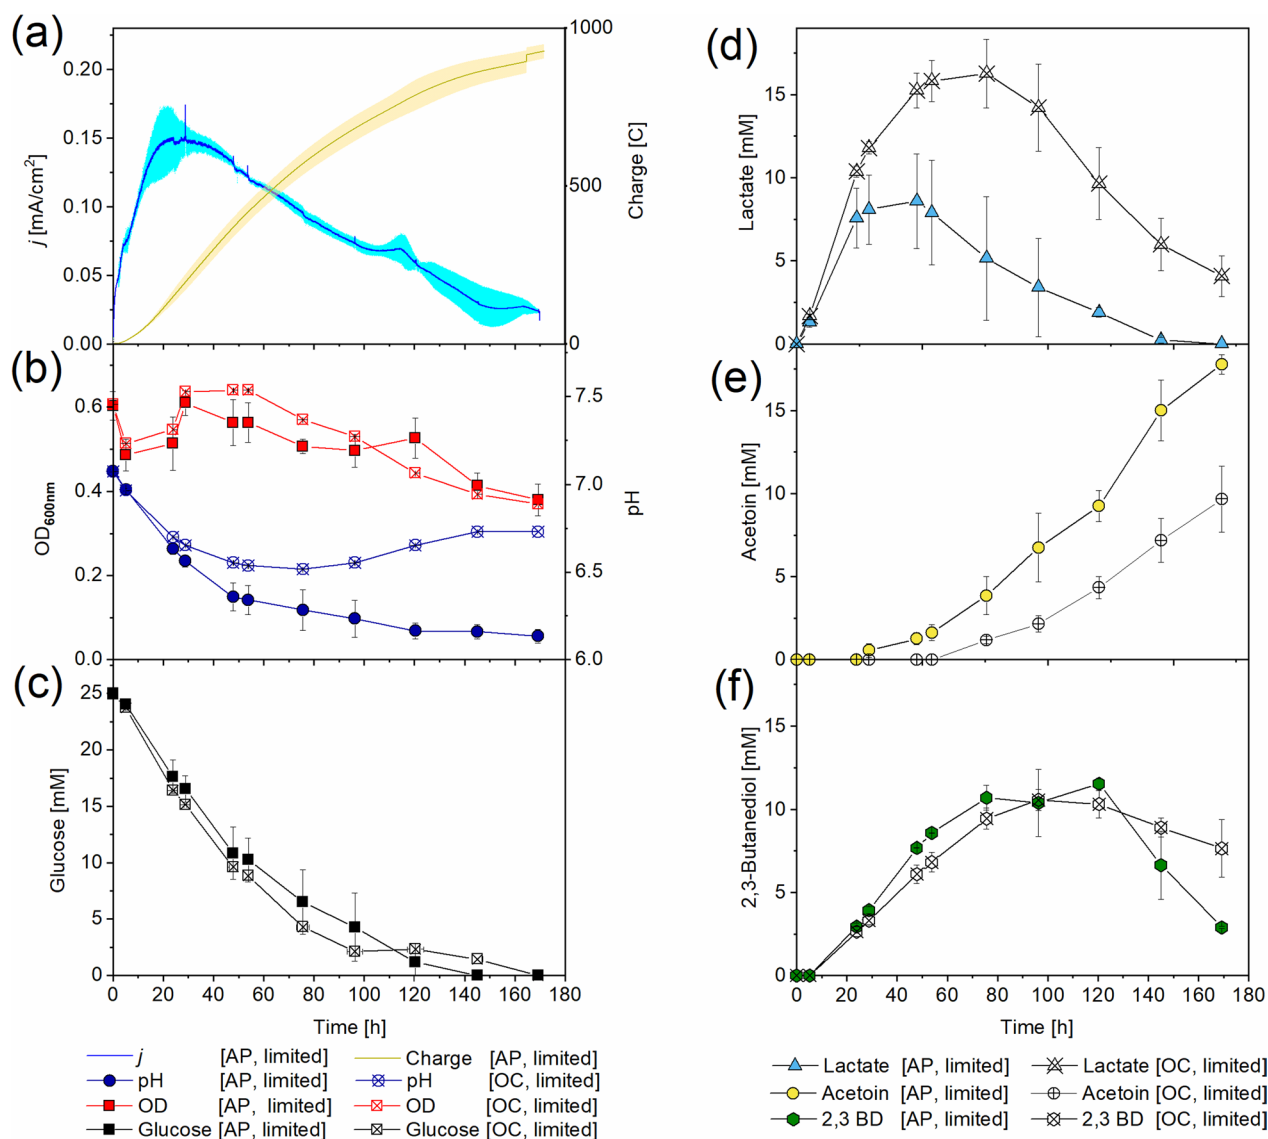 (a)
1000
0.20
0.15
0.10
0.05
0.00
j [mA/cm2]
500
0
Charge [C]
(b)
0.6
0.4
0.2
0.0
OD600nm
7.5
7.0
6.5
6.0
pH
(c)
25
20
15
10
5
0
Glucose [mM]
0 20 40 60 80 100 120 140 160 180
Time [h]
j [AP, limited] Charge [AP, limited]
pH [AP, limited] pH [OC, limited]
OD [AP, limited] OD [OC, limited]
Glucose [AP, limited] Glucose [OC, limited]
(d)
15
10
5
0
Lactate [mM]
(e)
15
10
5
0
Acetoin [mM]
(f)
15
10
5
0
2,3-Butanediol [mM]
0 20 40 60 80 100 120 140 160 180
Time [h]
Lactate [AP, limited] Lactate [OC, limited]
Acetoin [AP, limited] Acetoin [OC, limited]
2,3 BD [AP, limited] 2,3 BD [OC, limited]